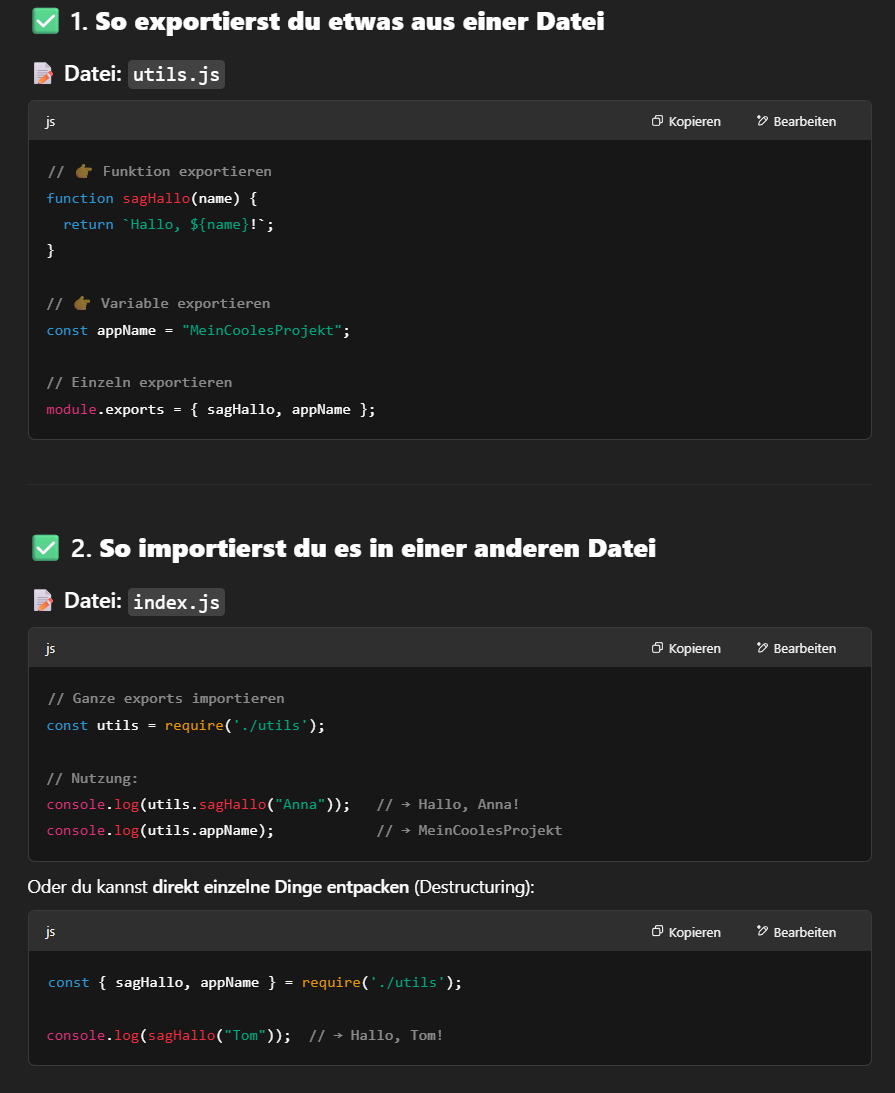 ✅ 1. So exportierst du etwas aus einer Datei
📝 Datei: utils.js
js Kopieren Bearbeiten
// 👉 Funktion exportieren
function sagHallo(name) {
  return `Hallo, ${name}!`;
}
// 👉 Variable exportieren
const appName = "MeinCoolesProjekt";
// Einzeln exportieren
module.exports = { sagHallo, appName };
✅ 2. So importierst du es in einer anderen Datei
📝 Datei: index.js
js Kopieren Bearbeiten
// Ganze exports importieren
const utils = require('./utils');
// Nutzung:
console.log(utils.sagHallo("Anna"));   // → Hallo, Anna!
console.log(utils.appName);            // → MeinCoolesProjekt
Oder du kannst direkt einzelne Dinge entpacken (Destructuring):
js Kopieren Bearbeiten
const { sagHallo, appName } = require('./utils');
console.log(sagHallo("Tom"));  // → Hallo, Tom!